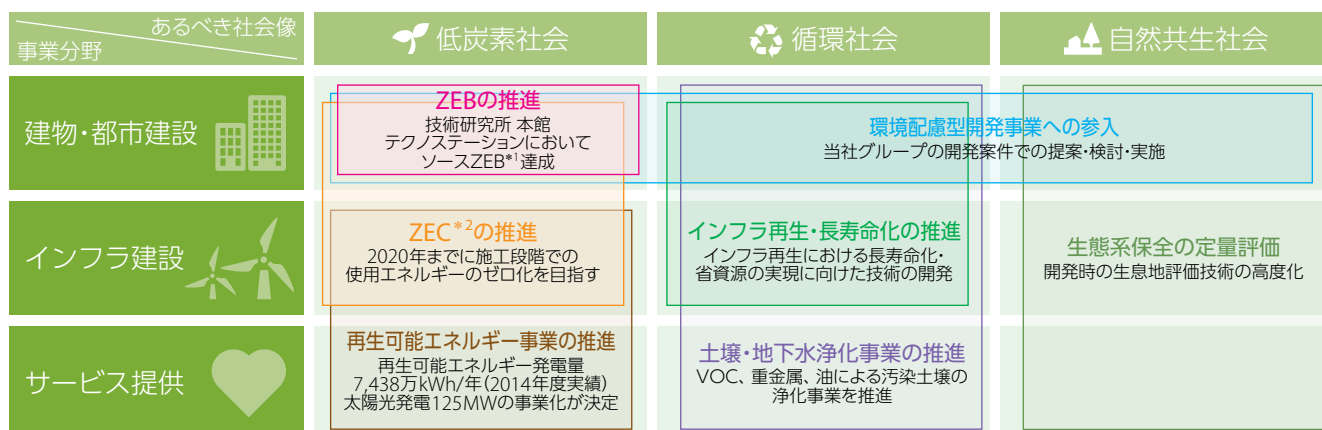 あるべき社会像
事業分野
低炭素社会
循環社会
自然共生社会
建物・都市建設
ZEBの推進
技術研究所 本館
テクノステーションにおいて
ソースZEB*1達成
環境配慮型開発事業への参入
当社グループの開発案件での提案・検討・実施
インフラ建設
ZEC*2の推進
2020年までに施工段階での
使用エネルギーのゼロ化を目指す
インフラ再生・長寿命化の推進
インフラ再生における長寿命化・
省資源の実現に向けた技術の開発
生態系保全の定量評価
開発時の生息地評価技術の高度化
サービス提供
再生可能エネルギー事業の推進
再生可能エネルギー発電量
7,438万kWh/年(2014年度実績)
太陽光発電125MWの事業化が決定
土壌・地下水浄化事業の推進
VOC、重金属、油による汚染土壌の
浄化事業を推進